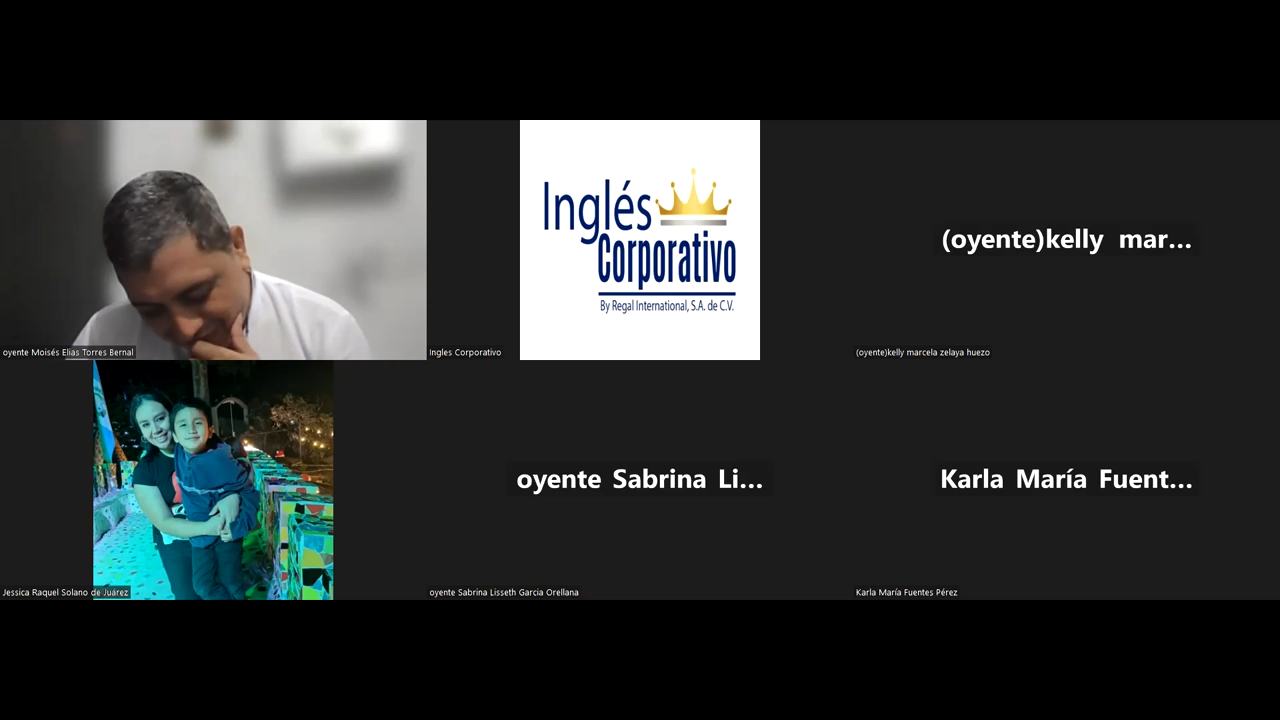 Inglés
Corporativo
By Regal International, S.A. de C.V.
(oyente)kelly mar...
oyente Moisés Elias Torres Bernal
Ingles Corporativo
(oyente)kelly marcela zelaya huezo
oyente Sabrina Li...
Karla María Fuent...
Jessica Raquel Solano de Juárez
oyente Sabrina Lisseth Garcia Orellana
Karla María Fuentes Pérez